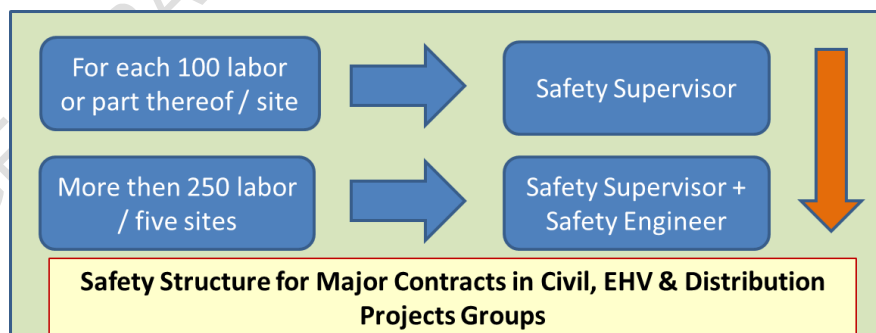 For each 100 labor
or part thereof / site
Safety Supervisor
More then 250 labor
/ five sites
Safety Supervisor +
Safety Engineer
Safety Structure for Major Contracts in Civil, EHV & Distribution
Projects Groups